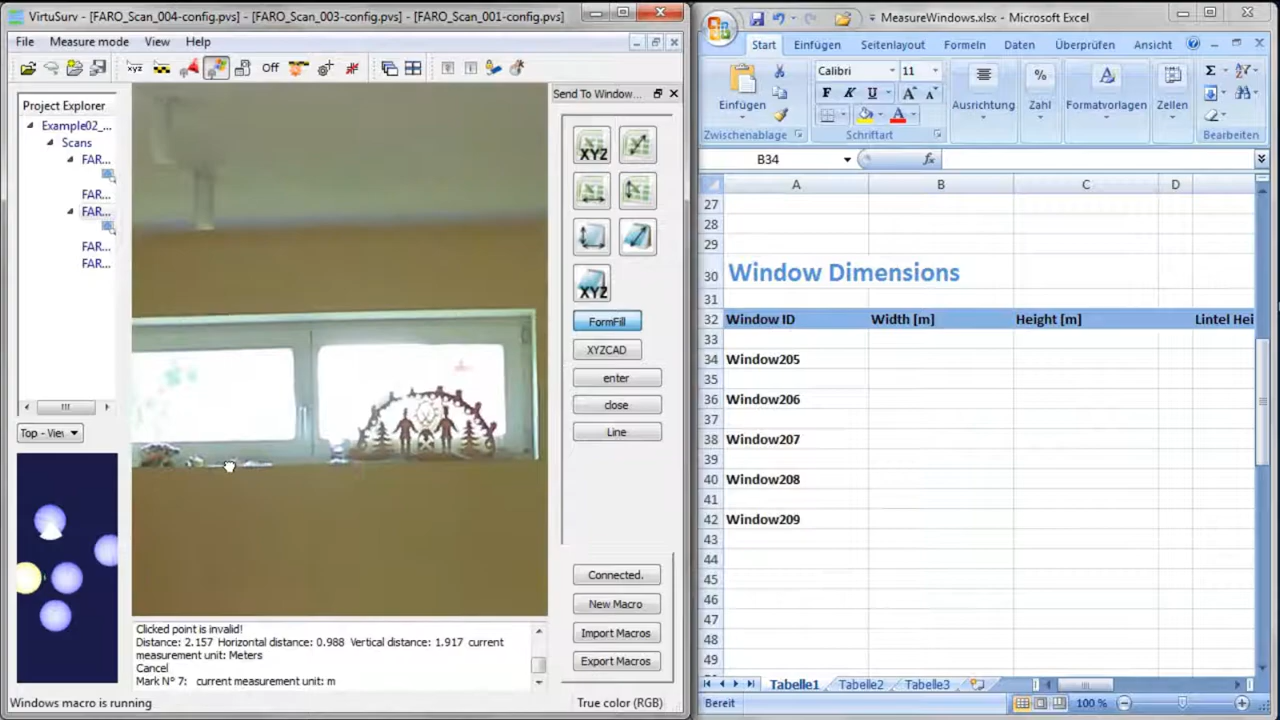 VirtuSurv - [FARO_Scan_004-config.pvs] - [FARO_Scan_003-config.pvs] - [FARO_Scan_001-config.pvs]
File Measure mode View Help
xyz Off
Project Explorer
Example02_...
Scans
FAR...
FAR...
FAR...
FAR...
FAR...
Top - Viev
Send To Window...
XYZ
XYZ
FormFill
XYZCAD
enter
close
Line
Connected.
New Macro
Import Macros
Export Macros
Clicked point is invalid!
Distance: 2.157 Horizontal distance: 0.988 Vertical distance: 1.917 current
measurement unit: Meters
Cancel
Mark N° 7: current measurement unit: m
Windows macro is running
True color (RGB)
MeasureWindows.xlsx - Microsoft Excel
Start Einfügen Seitenlayout Formeln Daten Überprüfen Ansicht
Einfügen
Zwischenablage
Calibri 11
F K U A A
A
Schriftart
Ausrichtung
%
Zahl
A
Formatvorlagen
Zellen
Σ
Bearbeiten
B34 fx
A B C D
27
28
29
30 Window Dimensions
31
32 Window ID Width [m] Height [m] Lintel Hei
33
34 Window205
35
36 Window206
37
38 Window207
39
40 Window208
41
42 Window209
43
44
45
46
47
48
49
Tabelle1 Tabelle2 Tabelle3
Bereit 100 %